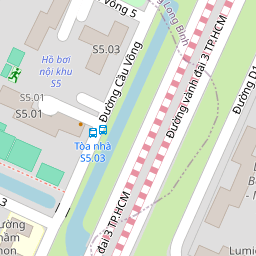 Vòng 5
Long Bình
Hồ bơi
nội khu
S5
S5.03
Đường Cầu Vồng
S5.01
S5.01
Tòa nhà
S5.03
Đường vành đai 3 TP.HCM
Đường D1
đai 3 TP.HCM
Lumi